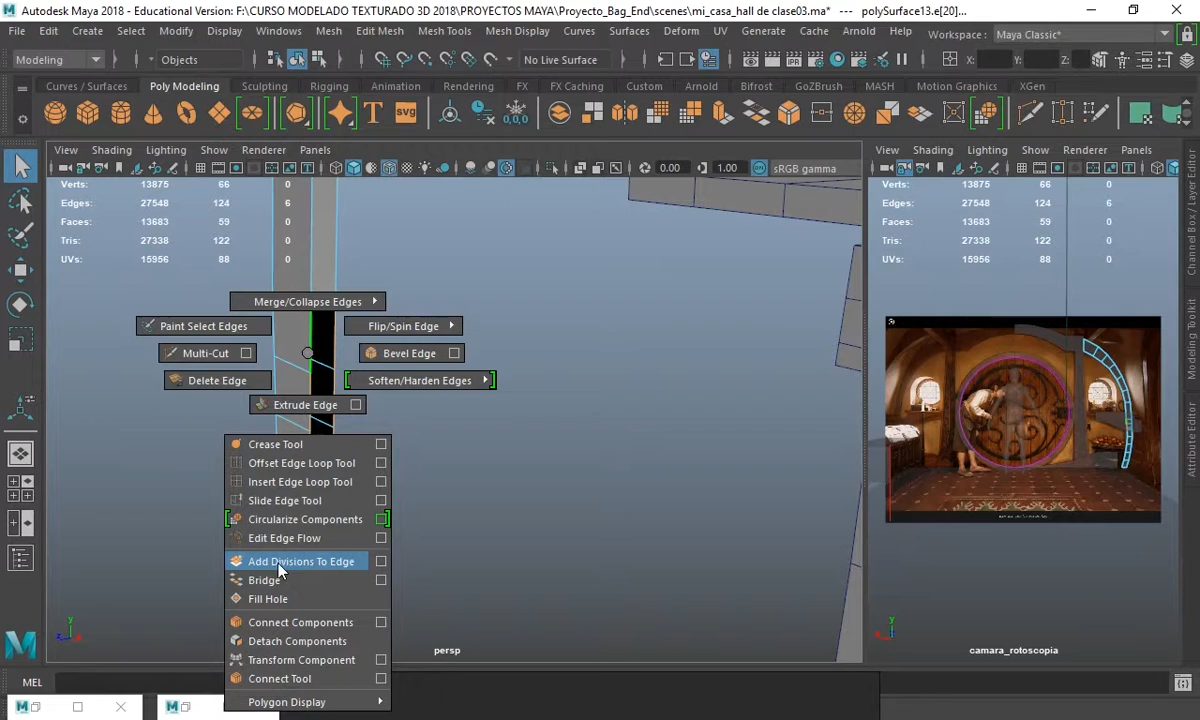 Autodesk Maya 2018 - Educational Version: F:\CURSO MODELADO TEXTURADO 3D 2018\PROYECTOS MAYA\Proyecto_Bag_End\scenes\mi_casa_hall de clase03.ma* --- polySurface13.e[20]...
File Edit Create Select Modify Display Windows Mesh Edit Mesh Mesh Tools Mesh Display Curves Surfaces Deform UV Generate Cache Arnold Help Workspace : Maya Classic*
Modeling Objects No Live Surface X: Y: Z:
Curves / Surfaces Poly Modeling Sculpting Rigging Animation Rendering FX FX Caching Custom Arnold Bifrost GoZBrush MASH Motion Graphics XGen
T SVG 0,0,0
View Shading Lighting Show Renderer Panels
0.00 1.00 sRGB gamma
Verts: 13875 66 0
Edges: 27548 124 6
Faces: 13683 59 0
Tris: 27338 122 0
UVs: 15956 88 0
Merge/Collapse Edges
Paint Select Edges Flip/Spin Edge
Multi-Cut Bevel Edge
Delete Edge Soften/Harden Edges
Extrude Edge
Crease Tool
Offset Edge Loop Tool
Insert Edge Loop Tool
Slide Edge Tool
Circularize Components
Edit Edge Flow
Add Divisions To Edge
Bridge
Fill Hole
Connect Components
Detach Components
Transform Component
Connect Tool
Polygon Display
persp
View Shading Lighting Show Renderer Panels
Verts: 13875 66 0
Edges: 27548 124 6
Faces: 13683 59 0
Tris: 27338 122 0
UVs: 15956 88 0
camara_rotoscopia
Channel Box / Layer Editor
Modeling Toolkit
Attribute Editor
y
z x
y
x
MEL